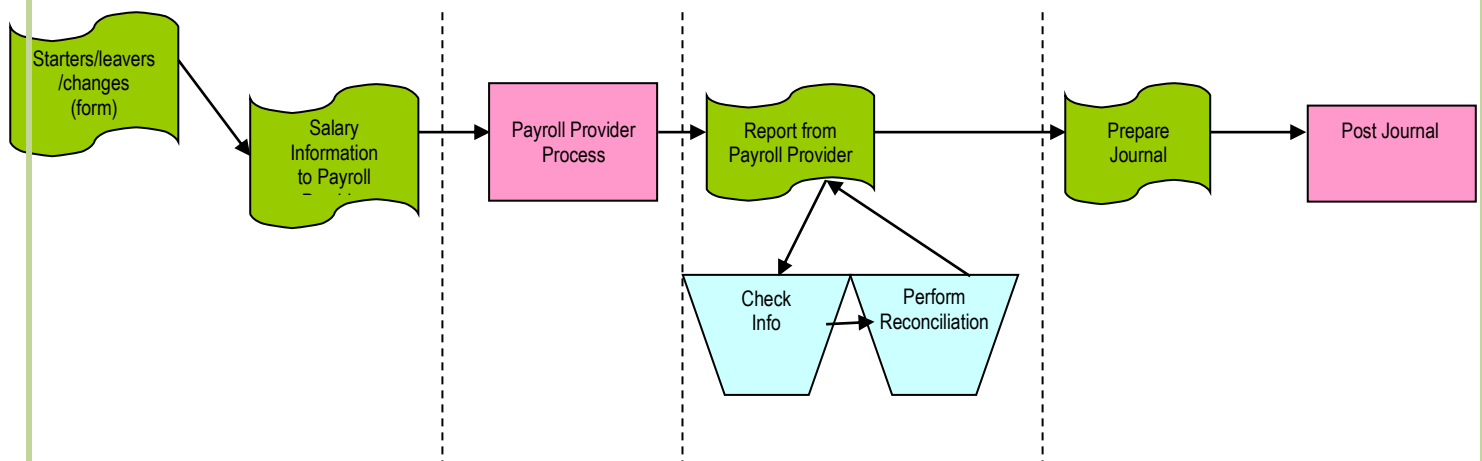 Starters/leavers
/changes
(form)
Salary
Information
to Payroll
Payroll Provider
Process
Report from
Payroll Provider
Check
Info
Perform
Reconciliation
Prepare
Journal
Post Journal